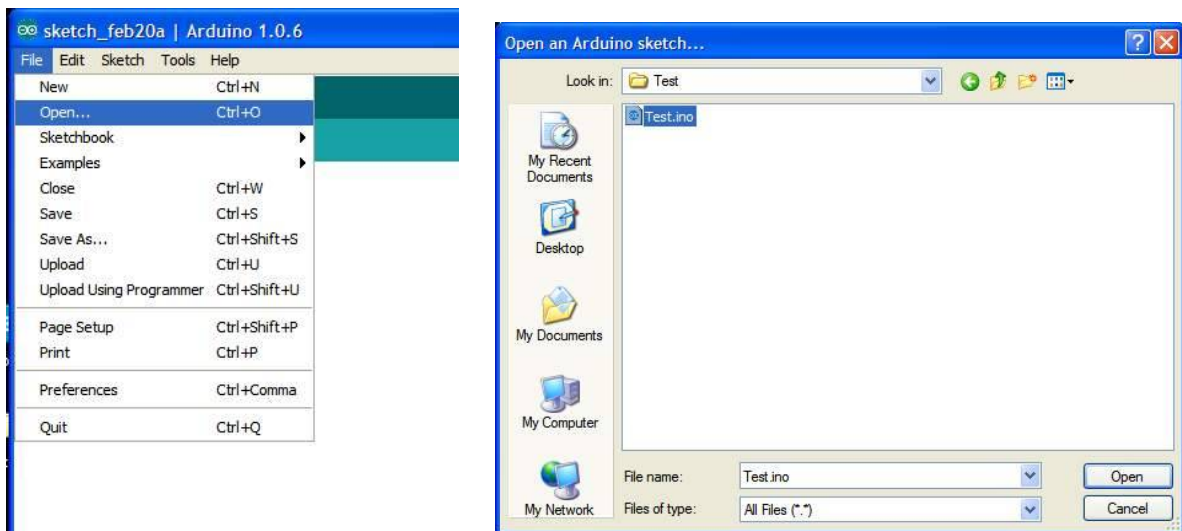 sketch_feb20a | Arduino 1.0.6
File Edit Sketch Tools Help
New Ctrl+N
Open... Ctrl+O
Sketchbook
Examples
Close Ctrl+W
Save Ctrl+S
Save As... Ctrl+Shift+S
Upload Ctrl+U
Upload Using Programmer Ctrl+Shift+U
Page Setup Ctrl+Shift+P
Print Ctrl+P
Preferences Ctrl+Comma
Quit Ctrl+Q
Open an Arduino sketch...
Look in: Test
Test.ino
My Recent
Documents
Desktop
My Documents
My Computer
My Network
File name: Test.ino Open
Files of type: All Files (*.*) Cancel